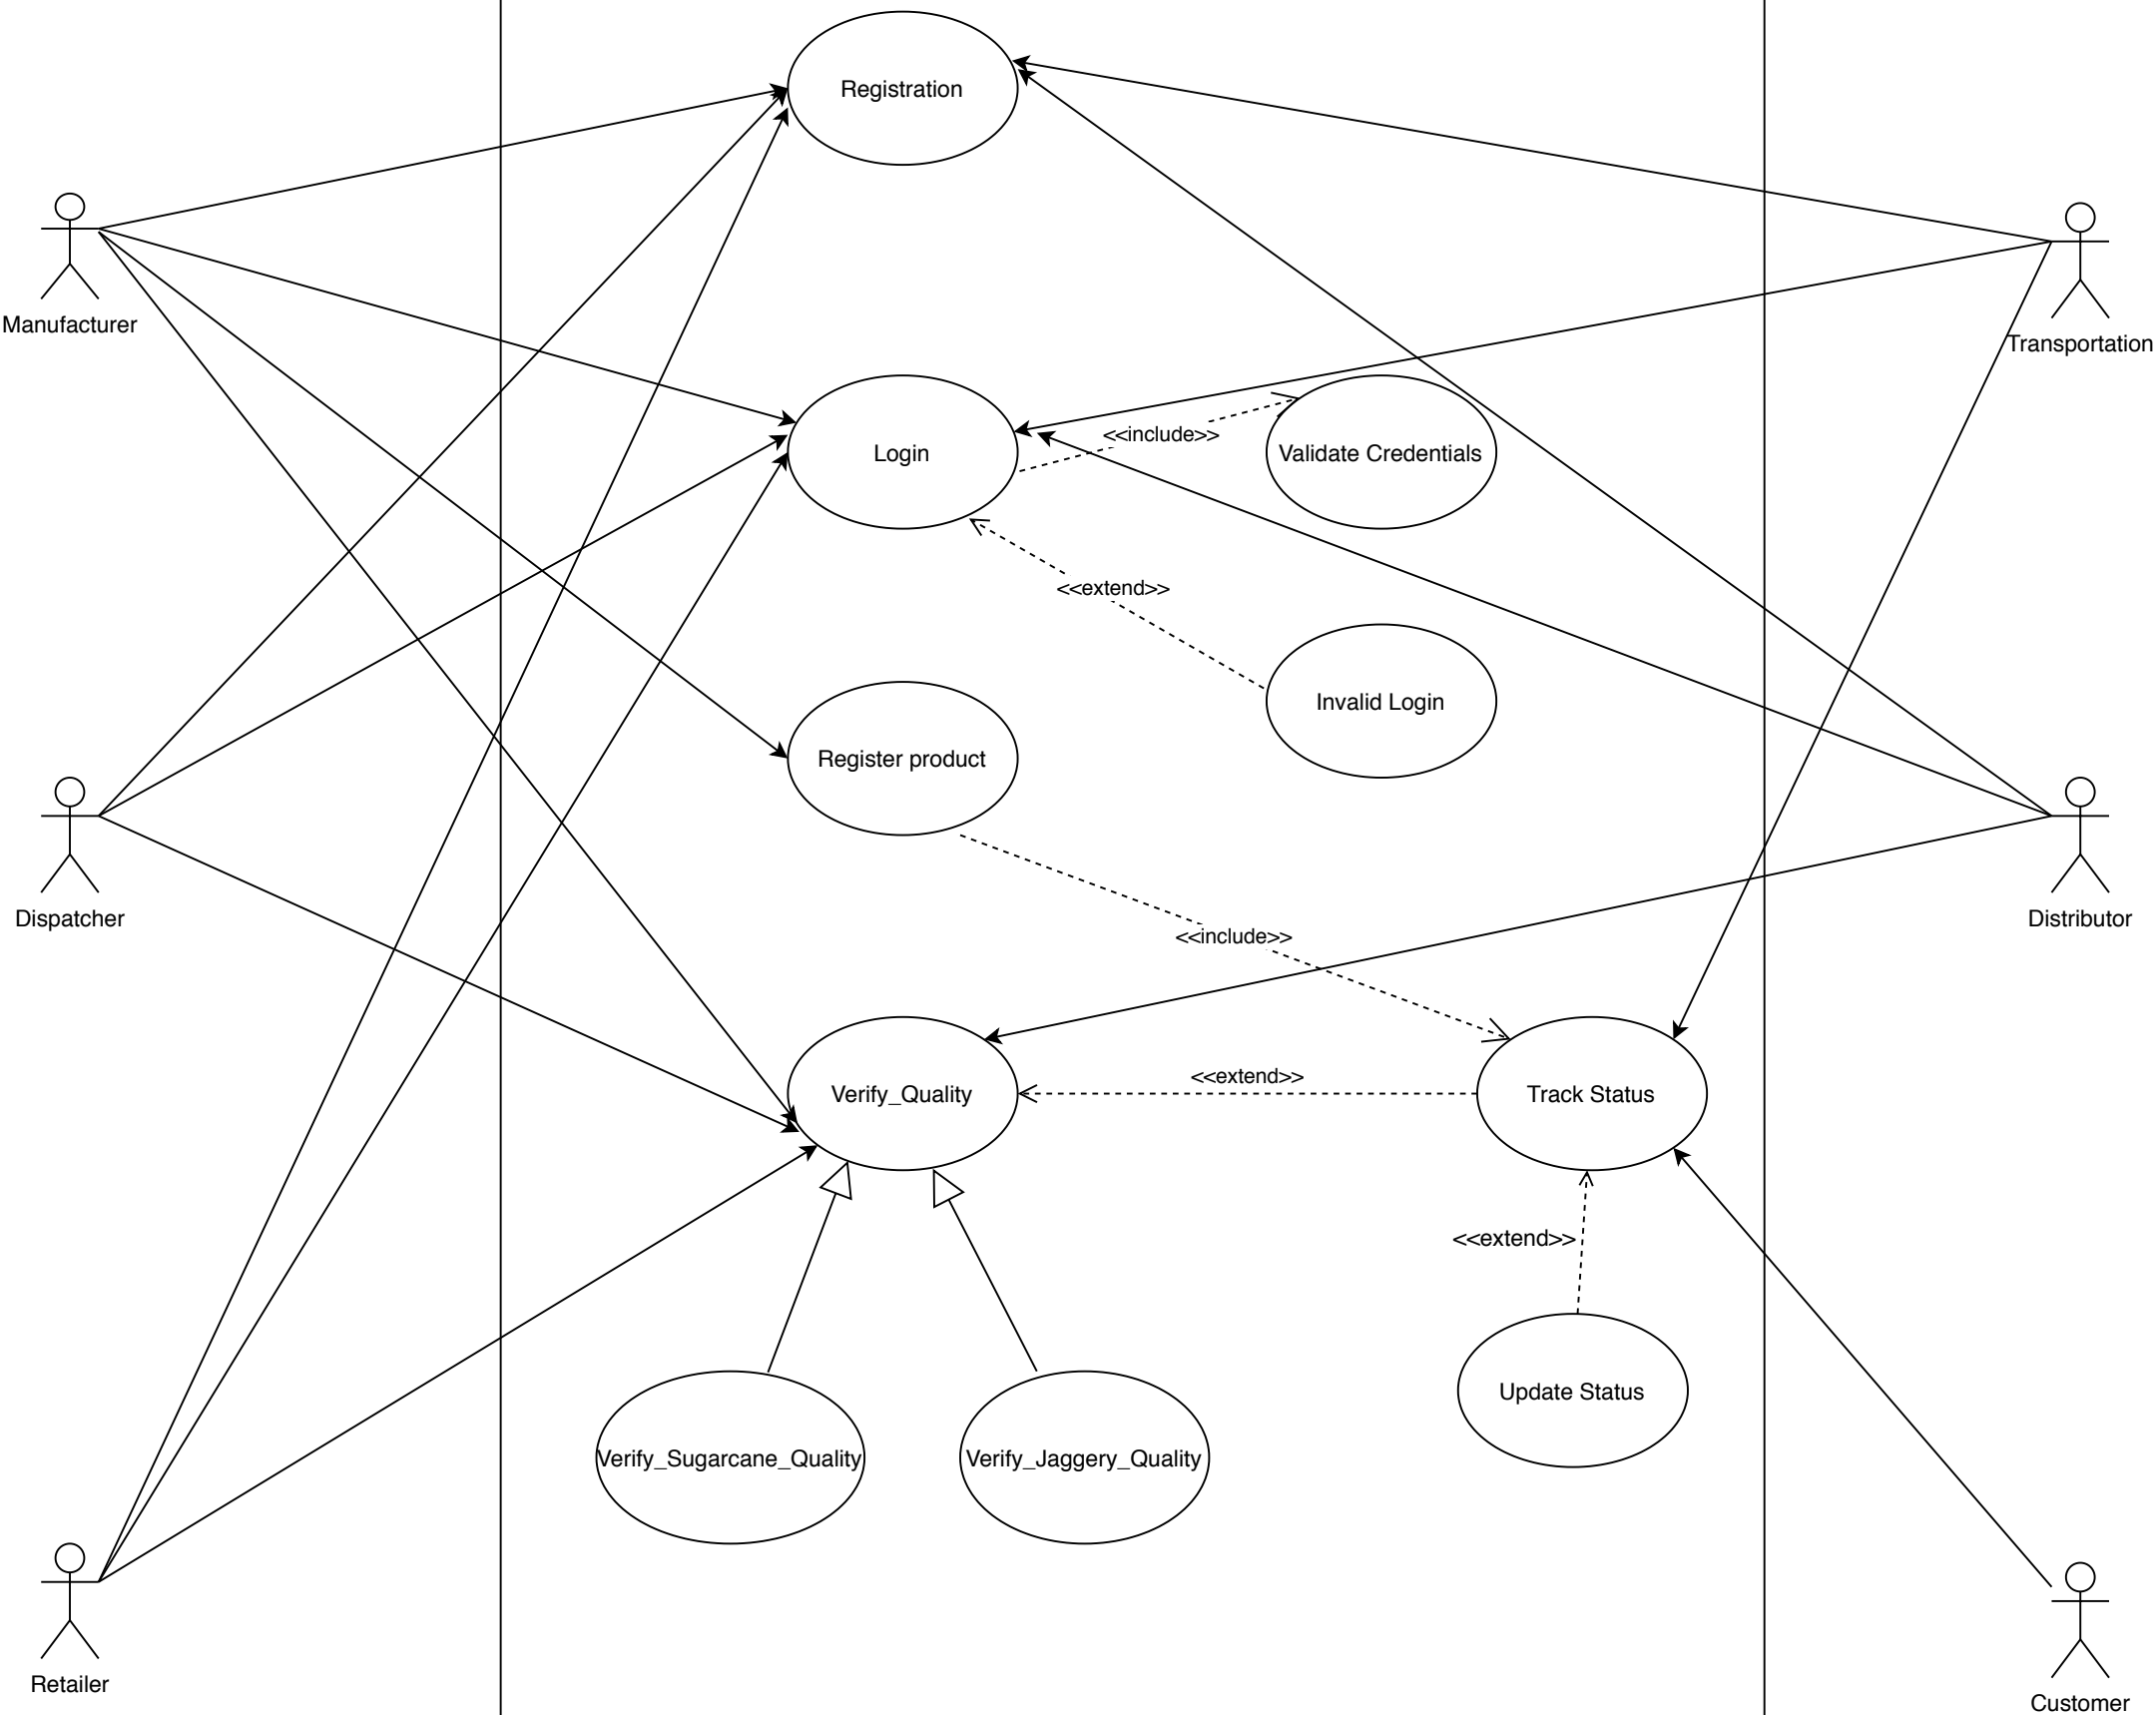 Registration
Manufacturer
Transportation
Login
<<include>>
Validate Credentials
<<extend>>
Invalid Login
Register product
Dispatcher
Distributor
<<include>>
Verify_Quality
<<extend>>
Track Status
<<extend>>
Update Status
Verify_Sugarcane_Quality
Verify_Jaggery_Quality
Retailer
Customer